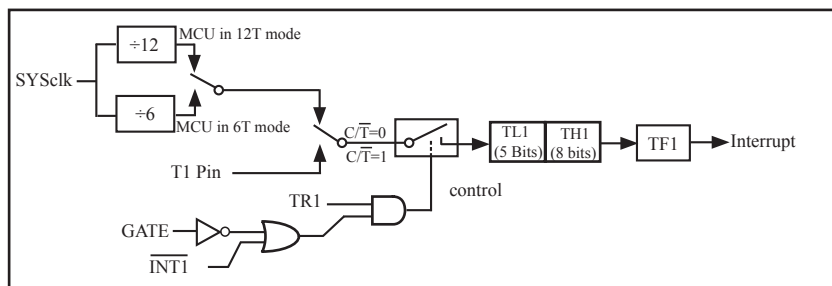 ÷12
MCU in 12T mode
SYSclk
÷6
MCU in 6T mode
C/T̅=0
C/T̅=1
T1 Pin
TL1
(5 Bits)
TH1
(8 bits)
TF1
Interrupt
control
TR1
GATE
I̅N̅T̅1̅